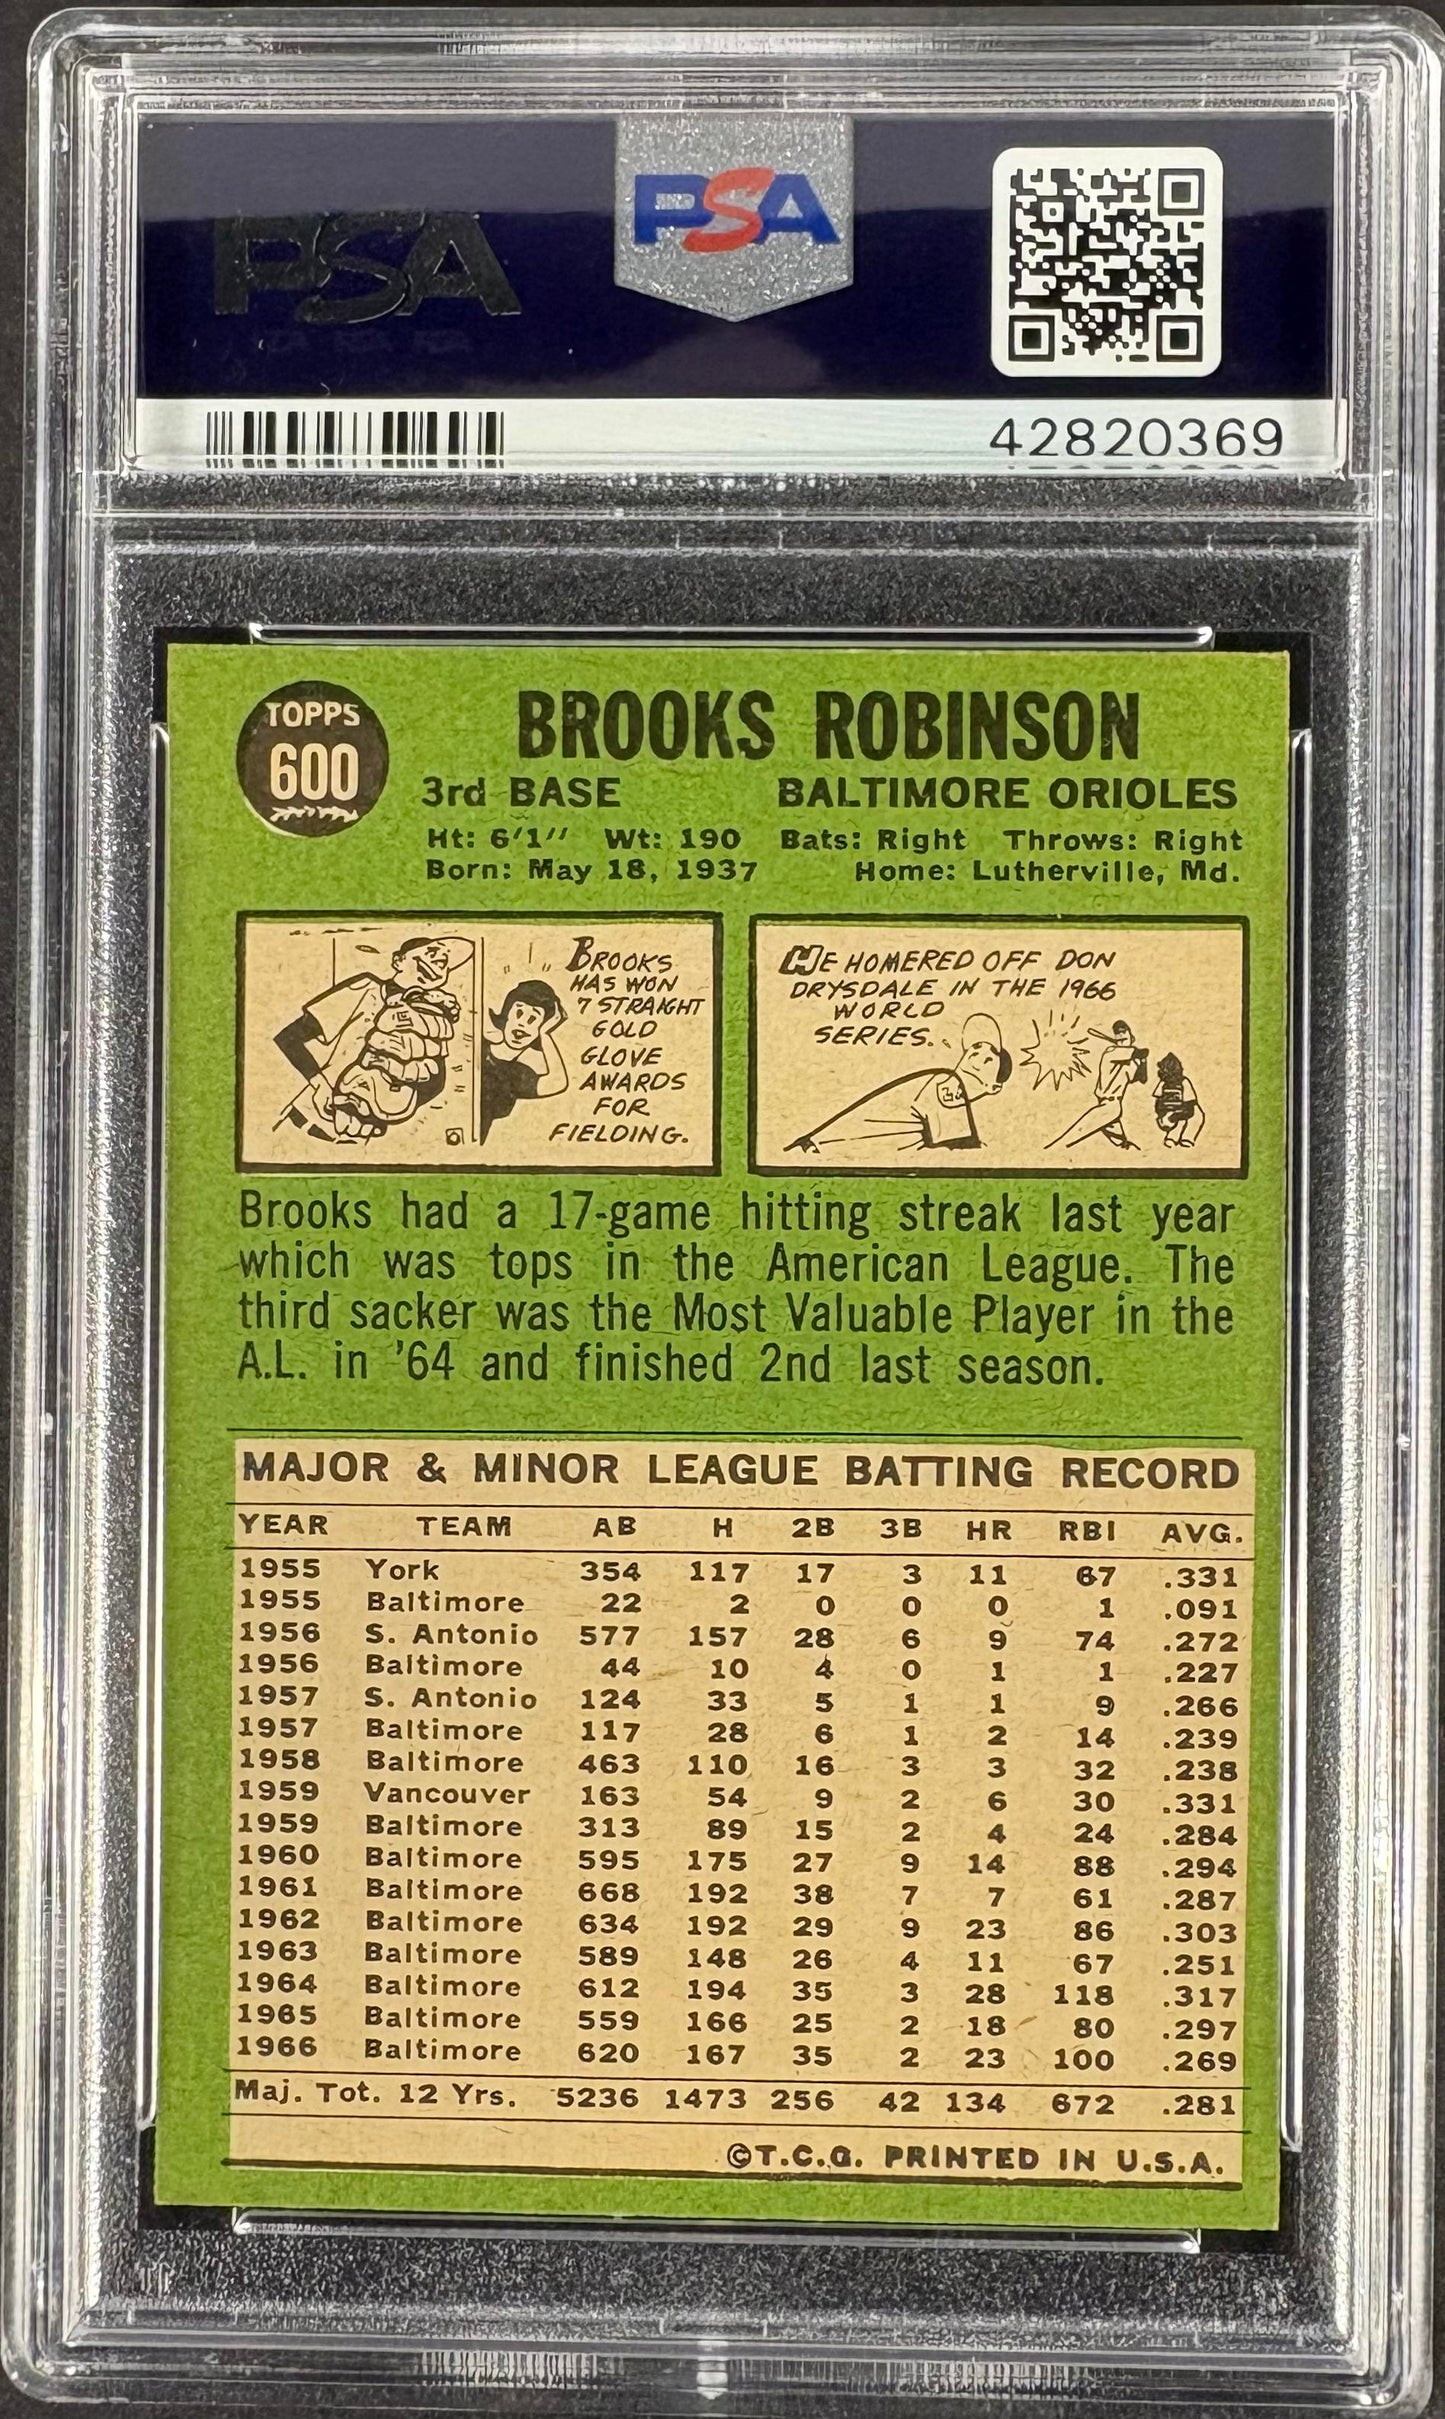 PSA
PSA
42820369
TOPPS
600
BROOKS ROBINSON
3rd BASE BALTIMORE ORIOLES
Ht: 6'1" Wt: 190 Bats: Right Throws: Right
Born: May 18, 1937 Home: Lutherville, Md.
BROOKS
HAS WON
7 STRAIGHT
GOLD
GLOVE
AWARDS
FOR
FIELDING.
HE HOMERED OFF DON
DRYSDALE IN THE 1966
WORLD
SERIES.
Brooks had a 17-game hitting streak last year
which was tops in the American League. The
third sacker was the Most Valuable Player in the
A.L. in '64 and finished 2nd last season.
MAJOR & MINOR LEAGUE BATTING RECORD
YEAR TEAM AB H 2B 3B HR RBI AVG.
1955 York 354 117 17 3 11 67 .331
1955 Baltimore 22 2 0 0 0 1 .091
1956 S. Antonio 577 157 28 6 9 74 .272
1956 Baltimore 44 10 4 0 1 1 .227
1957 S. Antonio 124 33 5 1 1 9 .266
1957 Baltimore 117 28 6 1 2 14 .239
1958 Baltimore 463 110 16 3 3 32 .238
1959 Vancouver 163 54 9 2 6 30 .331
1959 Baltimore 313 89 15 2 4 24 .284
1960 Baltimore 595 175 27 9 14 88 .294
1961 Baltimore 668 192 38 7 7 61 .287
1962 Baltimore 634 192 29 9 23 86 .303
1963 Baltimore 589 148 26 4 11 67 .251
1964 Baltimore 612 194 35 3 28 118 .317
1965 Baltimore 559 166 25 2 18 80 .297
1966 Baltimore 620 167 35 2 23 100 .269
Maj. Tot. 12 Yrs. 5236 1473 256 42 134 672 .281
©T.C.G. PRINTED IN U.S.A.